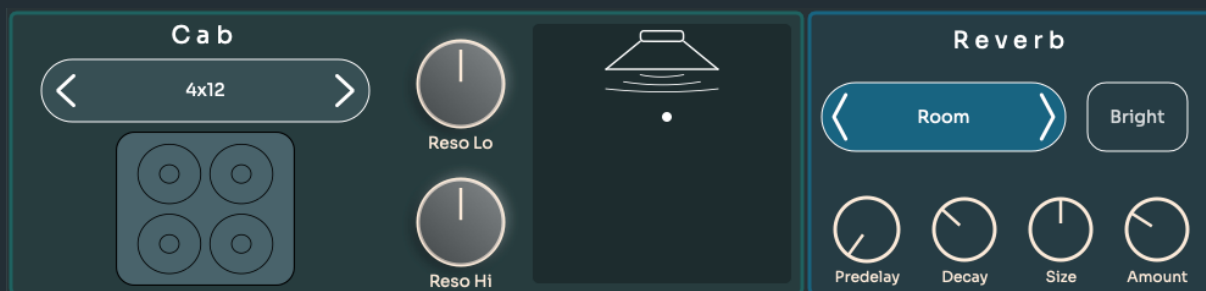 Cab
4x12
Reso Lo
Reso Hi
Reverb
Room
Bright
Predelay
Decay
Size
Amount